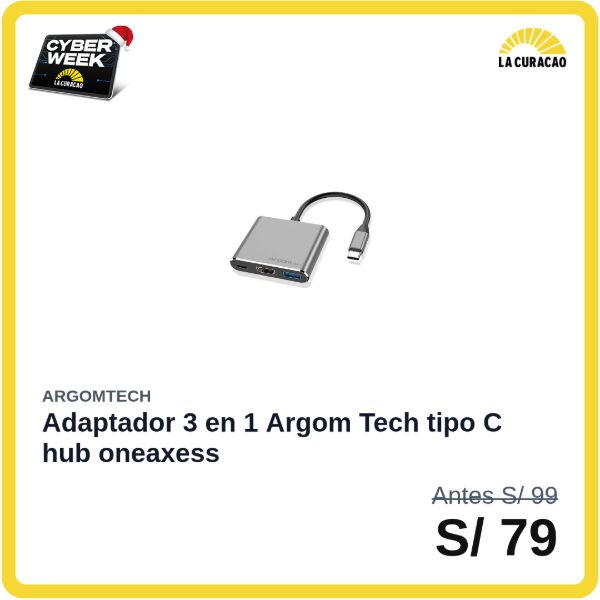 CYBER
WEEK
LA CURACAO
LA CURACAO
ARGOM
ARGOMTECH
Adaptador 3 en 1 Argom Tech tipo C
hub oneaxess
Antes S/ 99
S/ 79